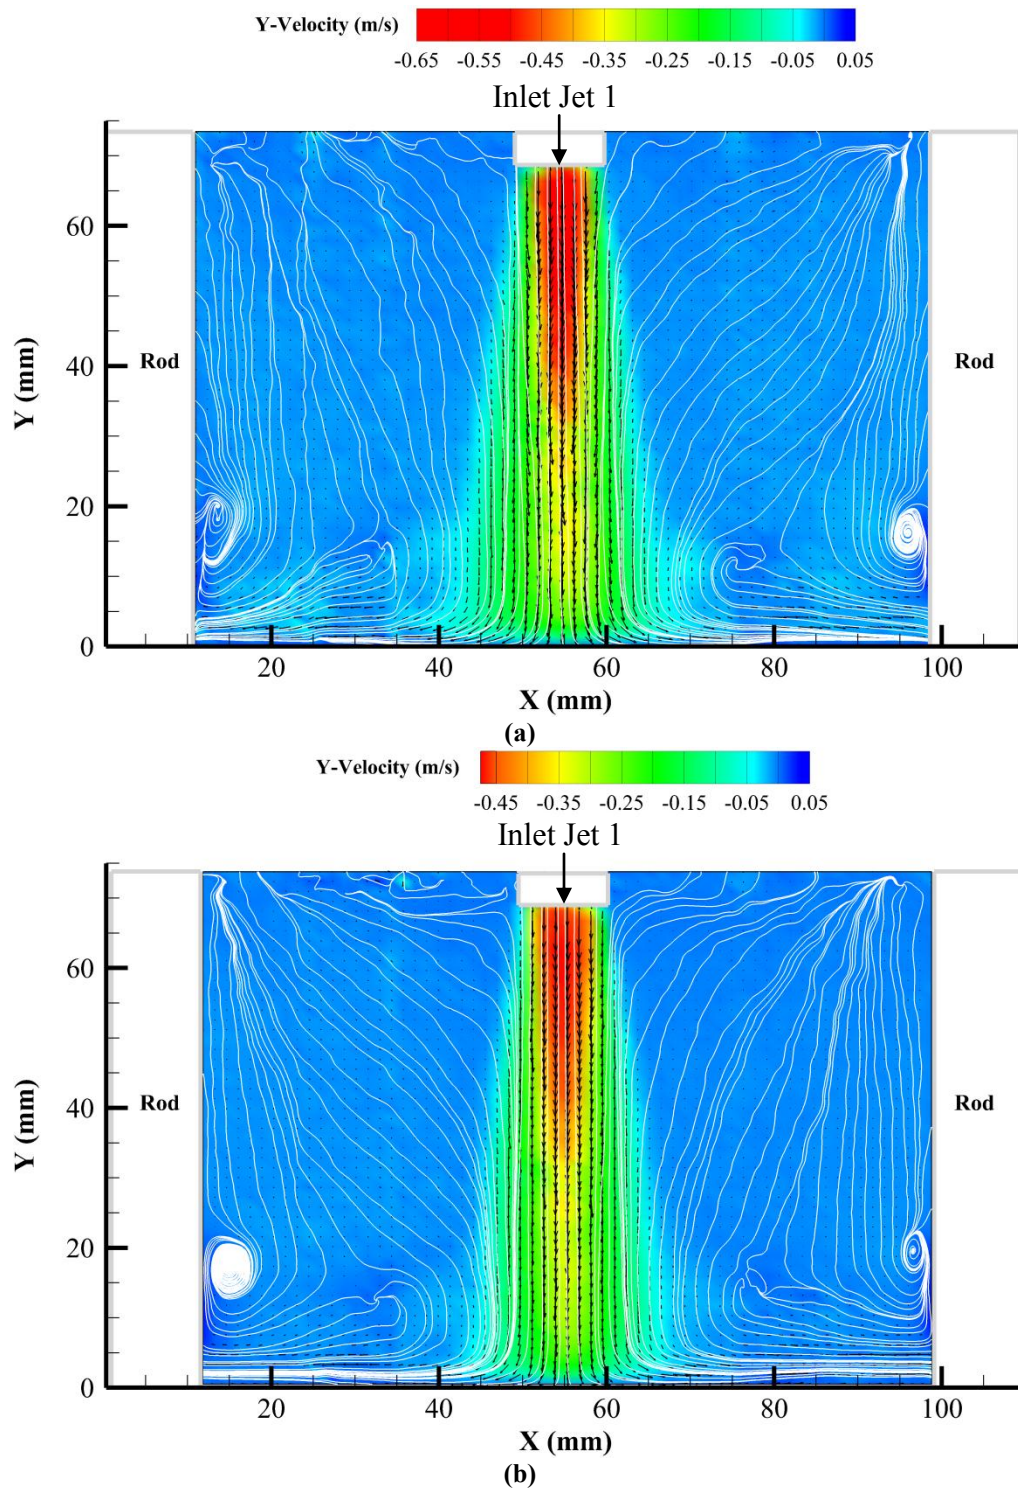 Y-Velocity (m/s)
-0.65 -0.55 -0.45 -0.35 -0.25 -0.15 -0.05 0.05
Inlet Jet 1
60
Rod Rod
40
Y (mm)
20
0
20 40 60 80 100
X (mm)
(a)
Y-Velocity (m/s)
-0.45 -0.35 -0.25 -0.15 -0.05 0.05
Inlet Jet 1
60
Rod Rod
40
Y (mm)
20
0
20 40 60 80 100
X (mm)
(b)